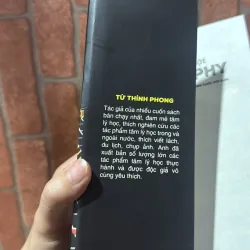 TỪ THÍNH PHONG
Tác giả của nhiều cuốn sách
bán chạy nhất, đam mê tâm
lý học, thích nghiên cứu các
tác phẩm tâm lý học trong và
ngoài nước, thích viết lách,
du lịch, chụp ảnh. Anh đã
xuất bản số lượng lớn các
tác phẩm tâm lý học thực
hành và được độc giả vô
cùng yêu thích.
PHY